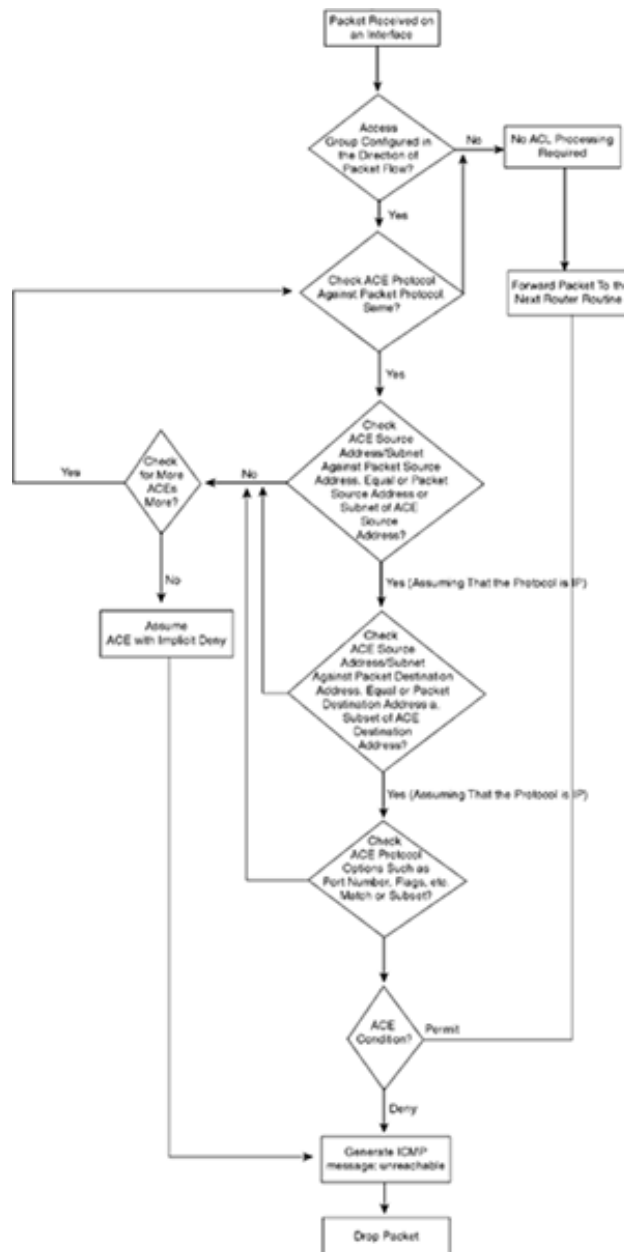 Packet Received on
an Interface
Access
Group Configured in
the Direction of
Packet Flow?
No
No ACL Processing
Required
Yes
Check ACE Protocol
Against Packet Protocol.
Same?
Forward Packet To the
Next Router Routine
Yes
Check
ACE Source
Address/Subnet
Against Packet Source
Address. Equal or Packet
Source Address or
Subnet of ACE
Source
Address?
Yes
Check
for More
ACEs
More?
No
No
Yes (Assuming That the Protocol is IP)
Assume
ACE with Implicit Deny
Check
ACE Source
Address/Subnet
Against Packet Destination
Address. Equal or Packet
Destination Address a.
Subset of ACE
Destination
Address?
Yes (Assuming That the Protocol is IP)
Check
ACE Protocol
Options Such as
Port Number, Flags, etc.
Match or Subset?
ACE
Condition?
Permit
Deny
Generate ICMP
message; unreachable
Drop Packet